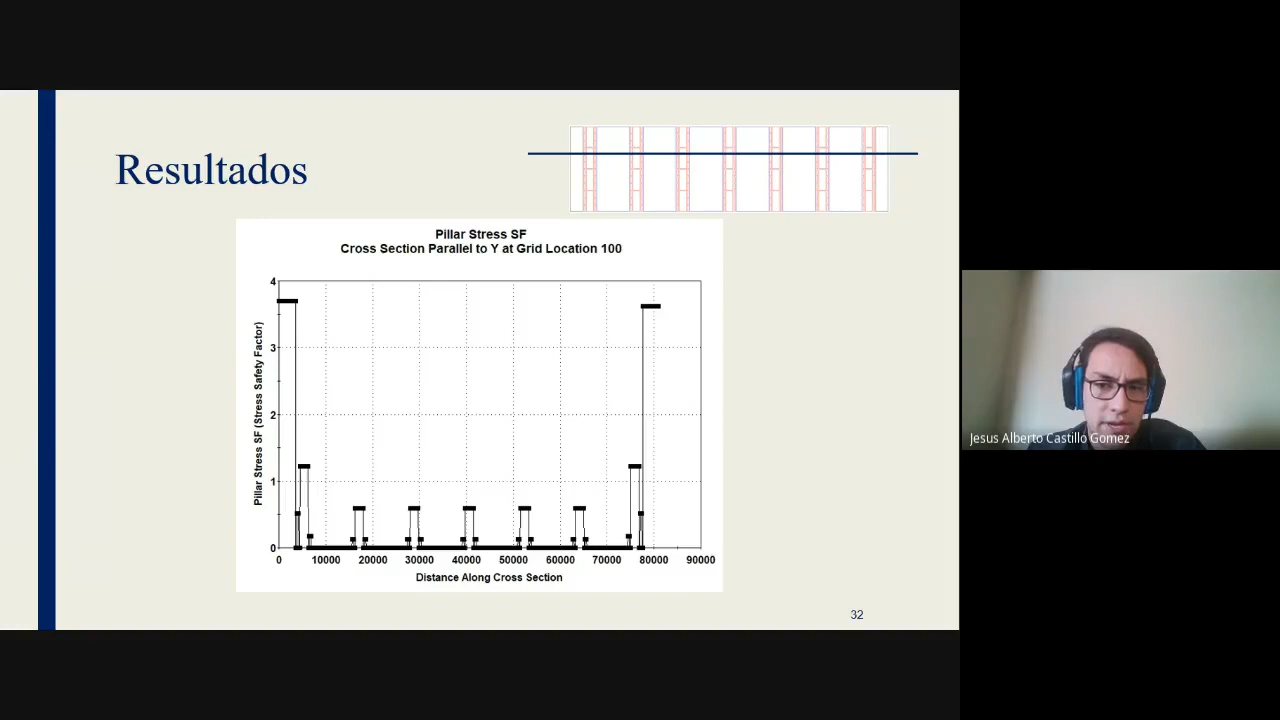 Resultados
Pillar Stress SF
Cross Section Parallel to Y at Grid Location 100
Pillar Stress SF (Stress Safety Factor)
4
3
2
1
0
0 10000 20000 30000 40000 50000 60000 70000 80000 90000
Distance Along Cross Section
32
Jesus Alberto Castillo Gomez